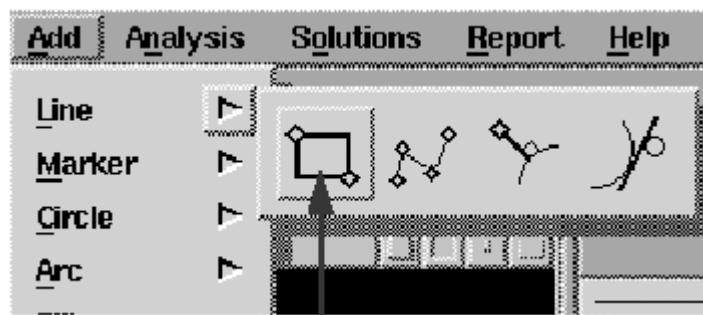 Add Analysis Solutions Report Help
Line
Marker
Circle
Arc